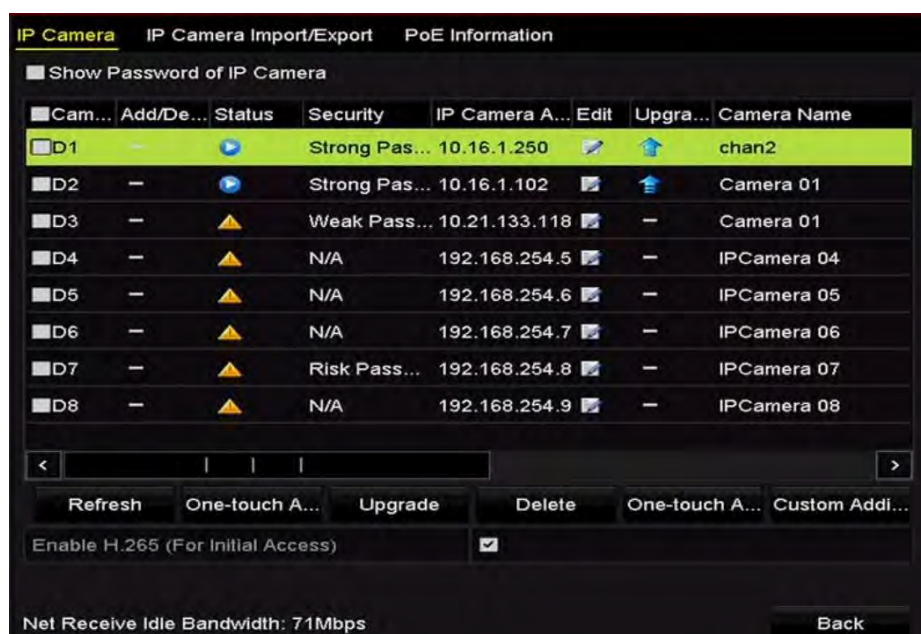 IP Camera IP Camera Import/Export PoE Information
Show Password of IP Camera
Cam... Add/De... Status Security IP Camera A... Edit Upgra... Camera Name
D1 – Strong Pas... 10.16.1.250 chan2
D2 – Strong Pas... 10.16.1.102 Camera 01
D3 – Weak Pass... 10.21.133.118 – Camera 01
D4 – N/A 192.168.254.5 – IPCamera 04
D5 – N/A 192.168.254.6 – IPCamera 05
D6 – N/A 192.168.254.7 – IPCamera 06
D7 – Risk Pass... 192.168.254.8 – IPCamera 07
D8 – N/A 192.168.254.9 – IPCamera 08
Refresh One-touch A... Upgrade Delete One-touch A... Custom Addi...
Enable H.265 (For Initial Access)
Net Receive Idle Bandwidth: 71Mbps Back